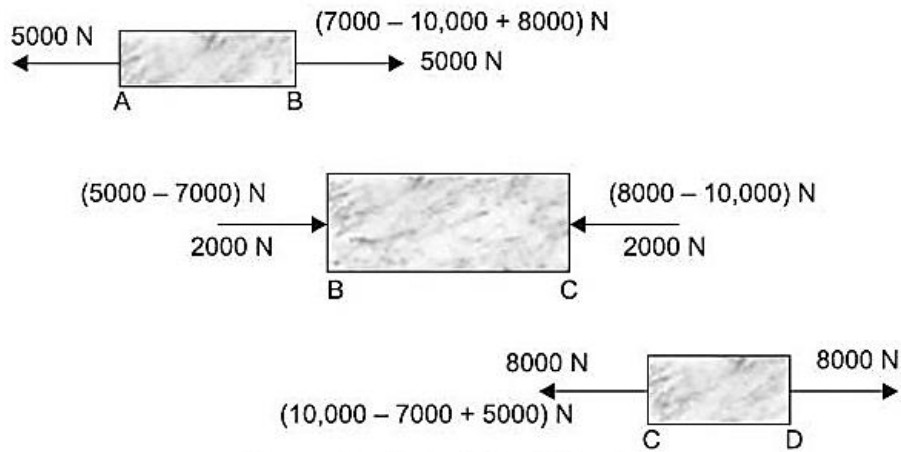 5000 N
(7000 – 10,000 + 8000) N
5000 N
A
B
(5000 – 7000) N
(8000 – 10,000) N
2000 N
2000 N
B
C
8000 N
8000 N
(10,000 – 7000 + 5000) N
C
D